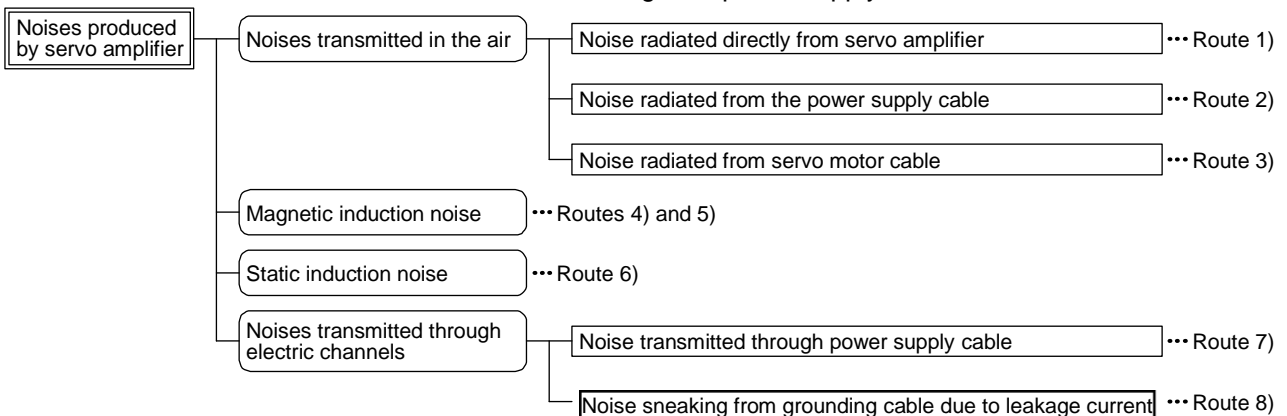 Noises produced
by servo amplifier
Noises transmitted in the air
Noise radiated directly from servo amplifier
••• Route 1)
Noise radiated from the power supply cable
••• Route 2)
Noise radiated from servo motor cable
••• Route 3)
Magnetic induction noise
••• Routes 4) and 5)
Static induction noise
••• Route 6)
Noises transmitted through
electric channels
Noise transmitted through power supply cable
••• Route 7)
Noise sneaking from grounding cable due to leakage current
••• Route 8)